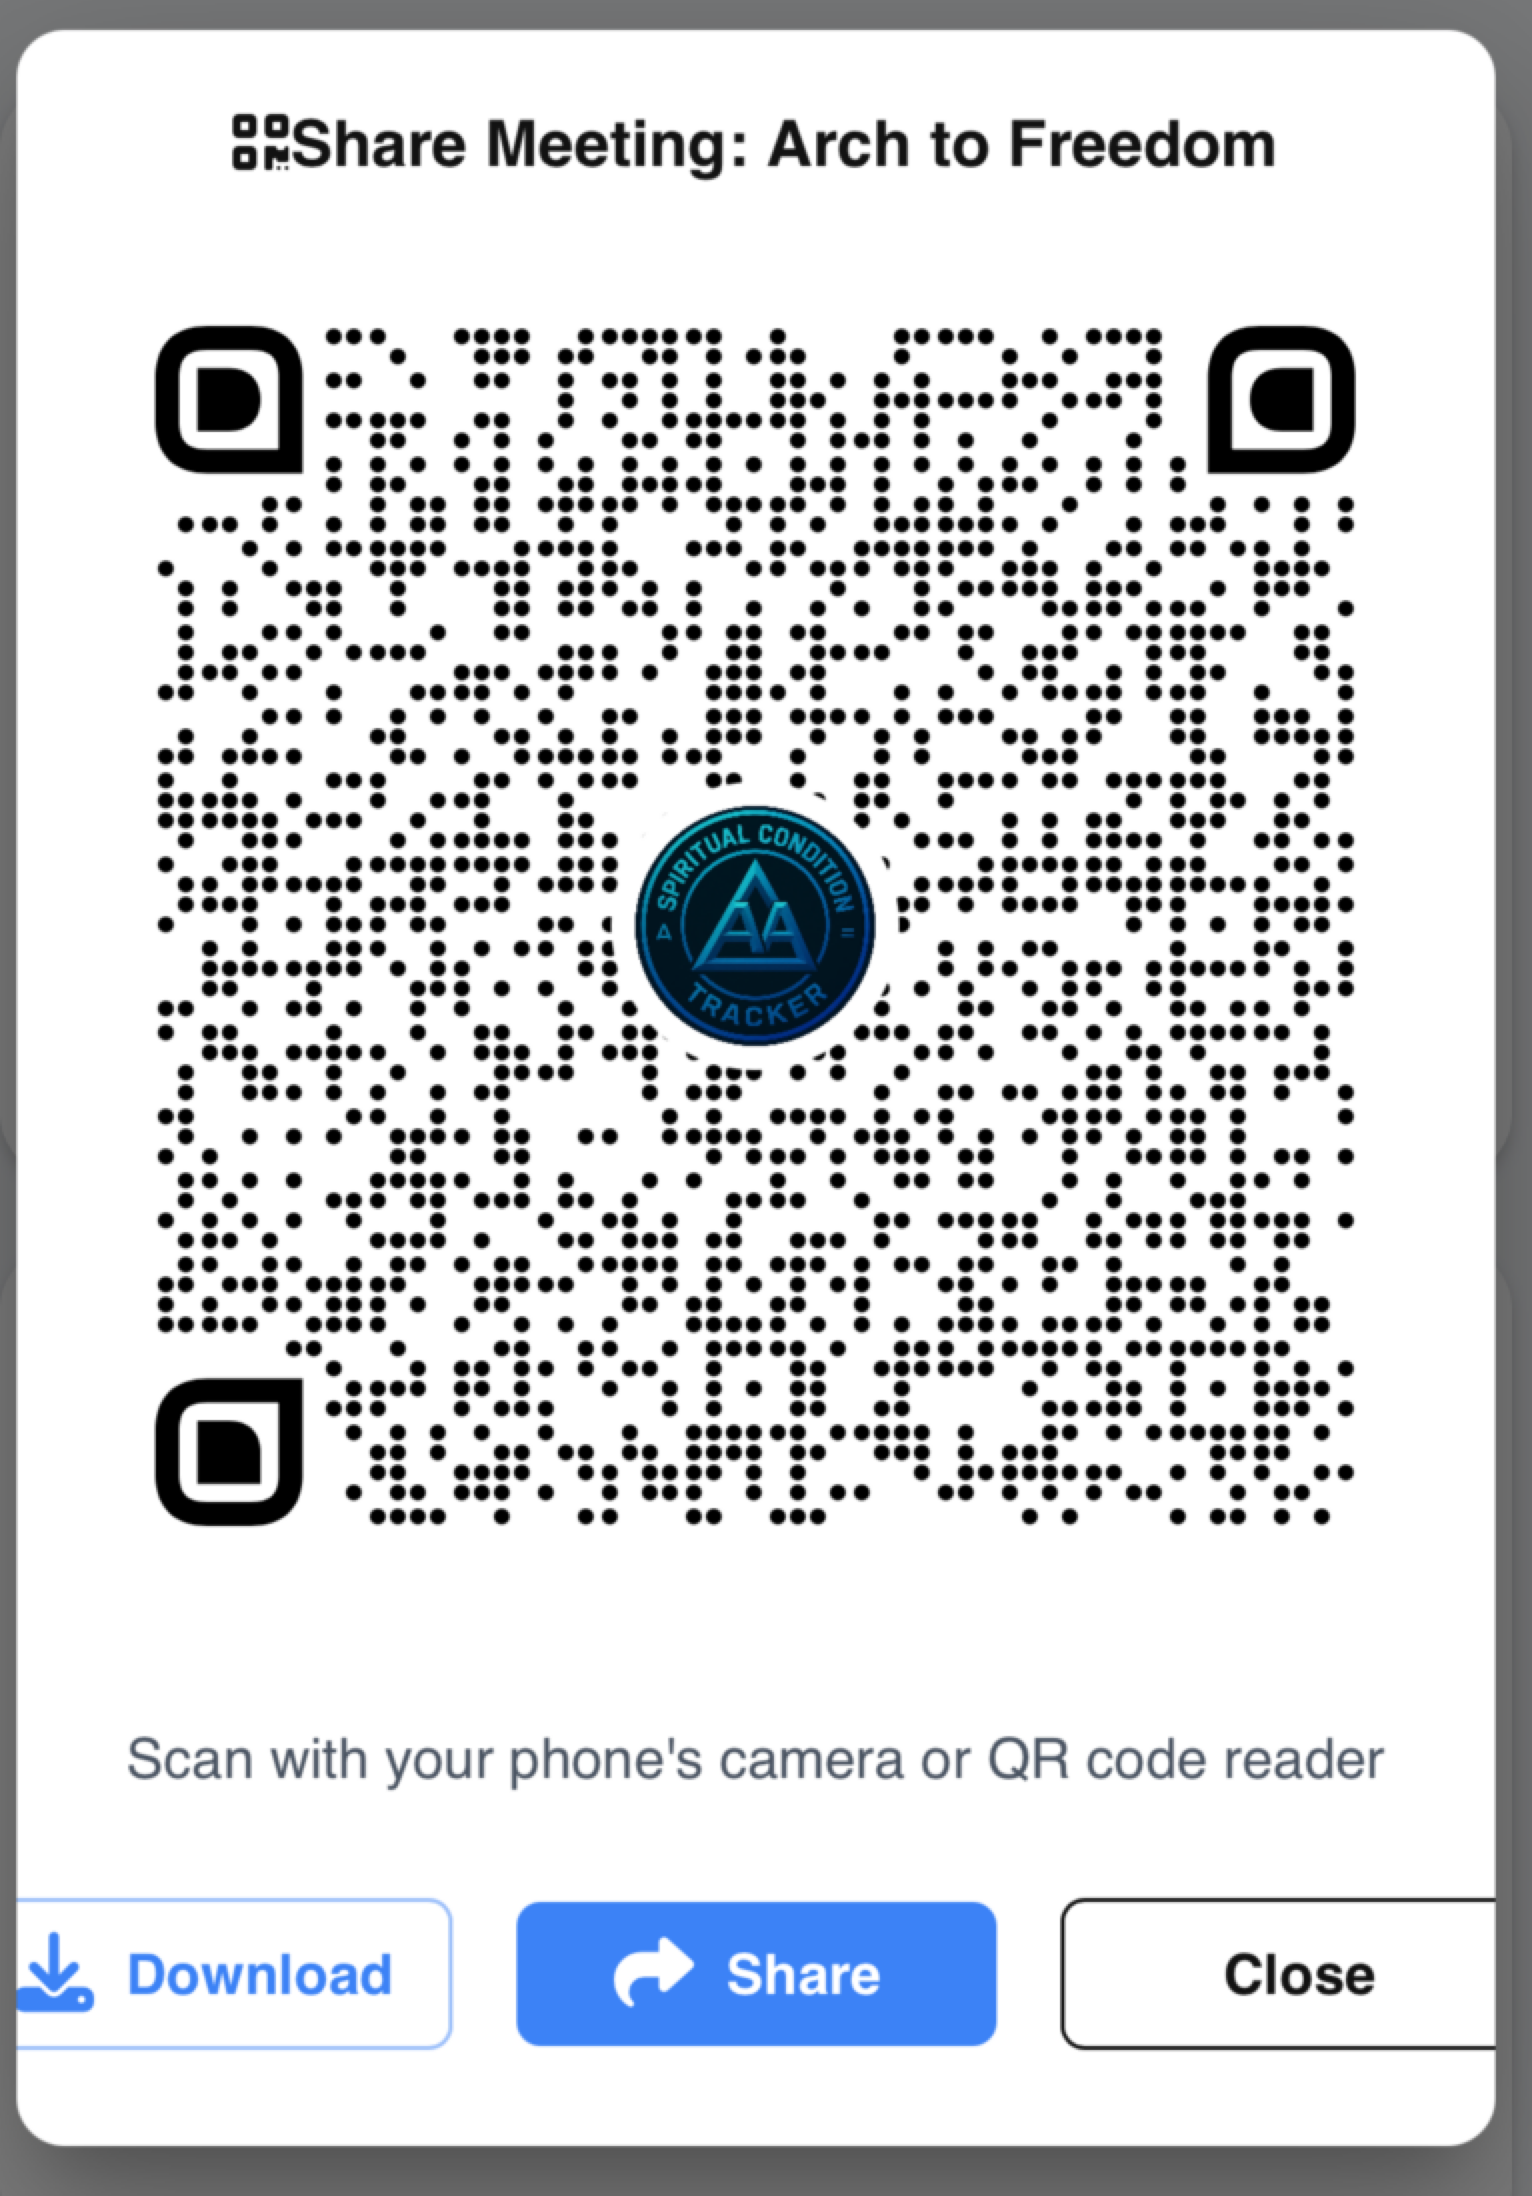 Share Meeting: Arch to Freedom
SPIRITUAL CONDITION
AA
TRACKER
Scan with your phone's camera or QR code reader
Download
Share
Close